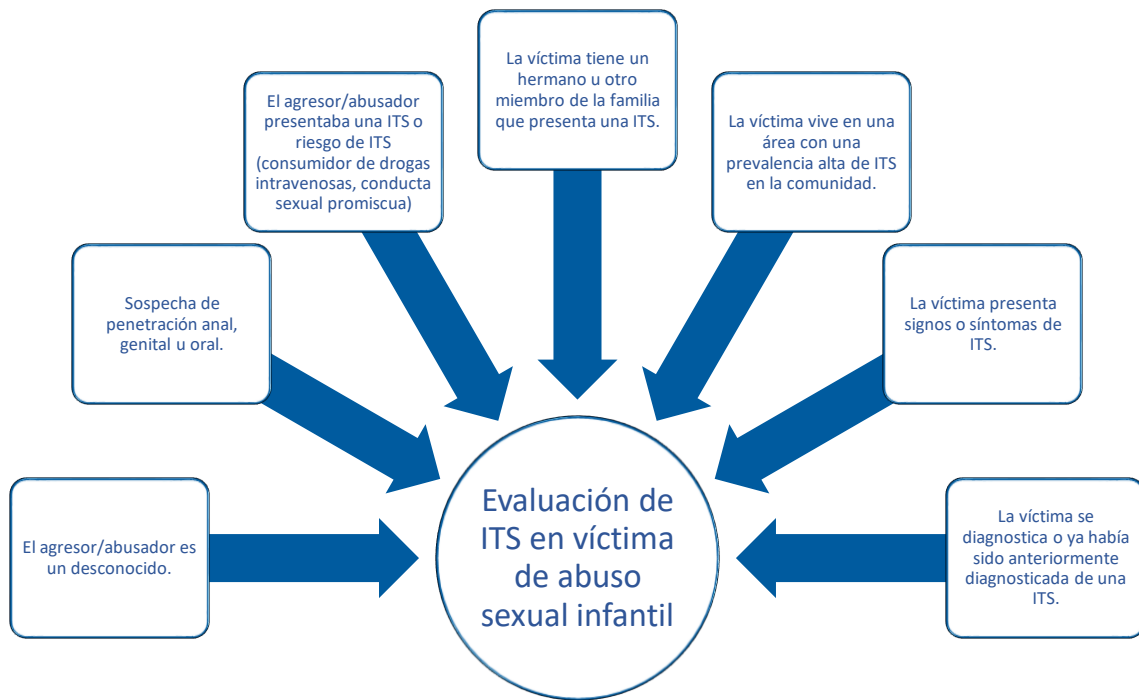 El agresor/abusador es
un desconocido.
Sospecha de
penetración anal,
genital u oral.
El agresor/abusador
presentaba una ITS o
riesgo de ITS
(consumidor de drogas
intravenosas, conducta
sexual promiscua)
La víctima tiene un
hermano u otro
miembro de la familia
que presenta una ITS.
La víctima vive en una
área con una
prevalencia alta de ITS
en la comunidad.
La víctima presenta
signos o síntomas de
ITS.
La víctima se
diagnostica o ya había
sido anteriormente
diagnosticada de una
ITS.
Evaluación de
ITS en víctima
de abuso
sexual infantil